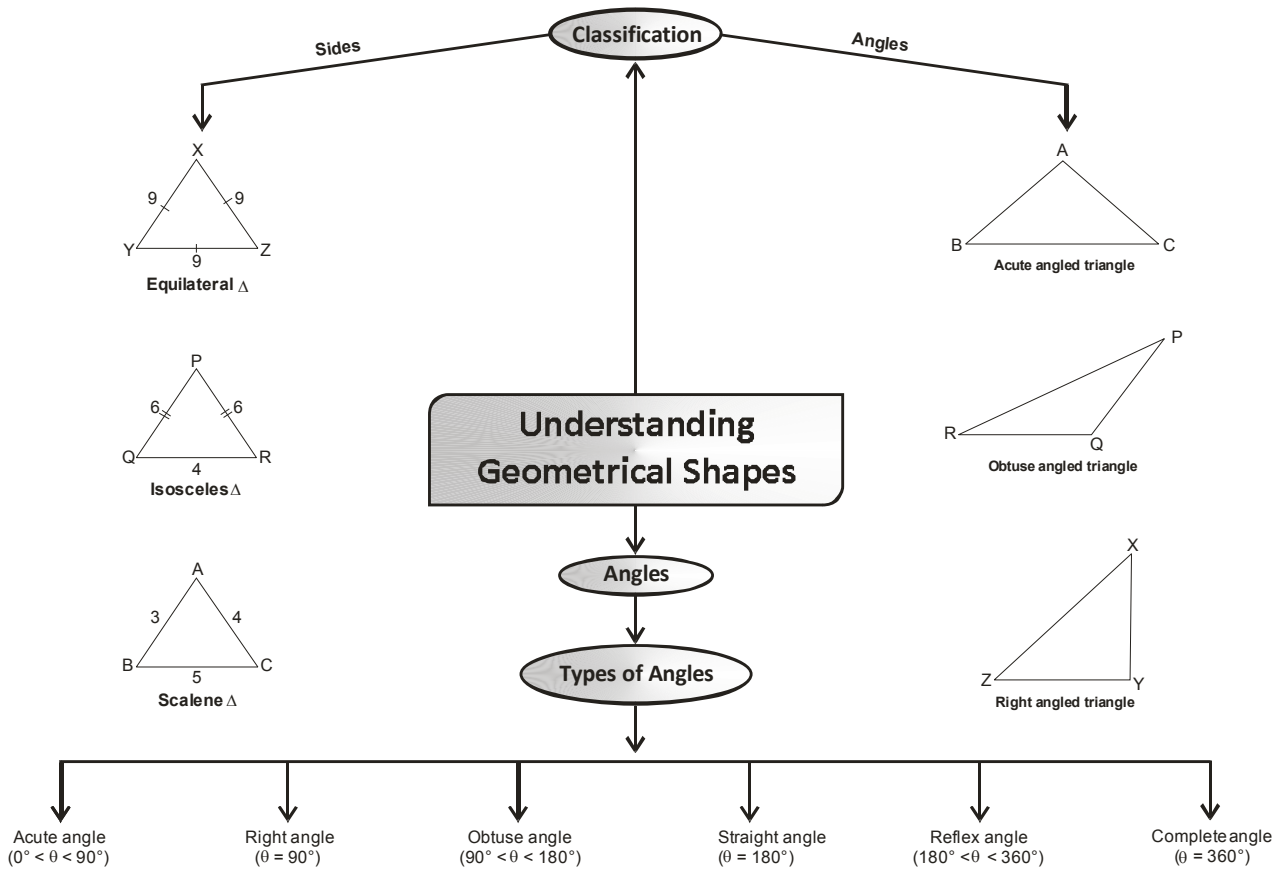 Classification
Sides
Angles
X
9
9
Y
Z
9
Equilateral Δ
A
B
C
Acute angled triangle
P
6
6
Q
R
4
Isosceles Δ
P
R
Q
Obtuse angled triangle
Understanding
Geometrical Shapes
Angles
Types of Angles
A
3
4
B
C
5
Scalene Δ
X
Z
Y
Right angled triangle
Acute angle
(0° < θ < 90°)
Right angle
(θ = 90°)
Obtuse angle
(90° < θ < 180°)
Straight angle
(θ = 180°)
Reflex angle
(180° < θ < 360°)
Complete angle
(θ = 360°)